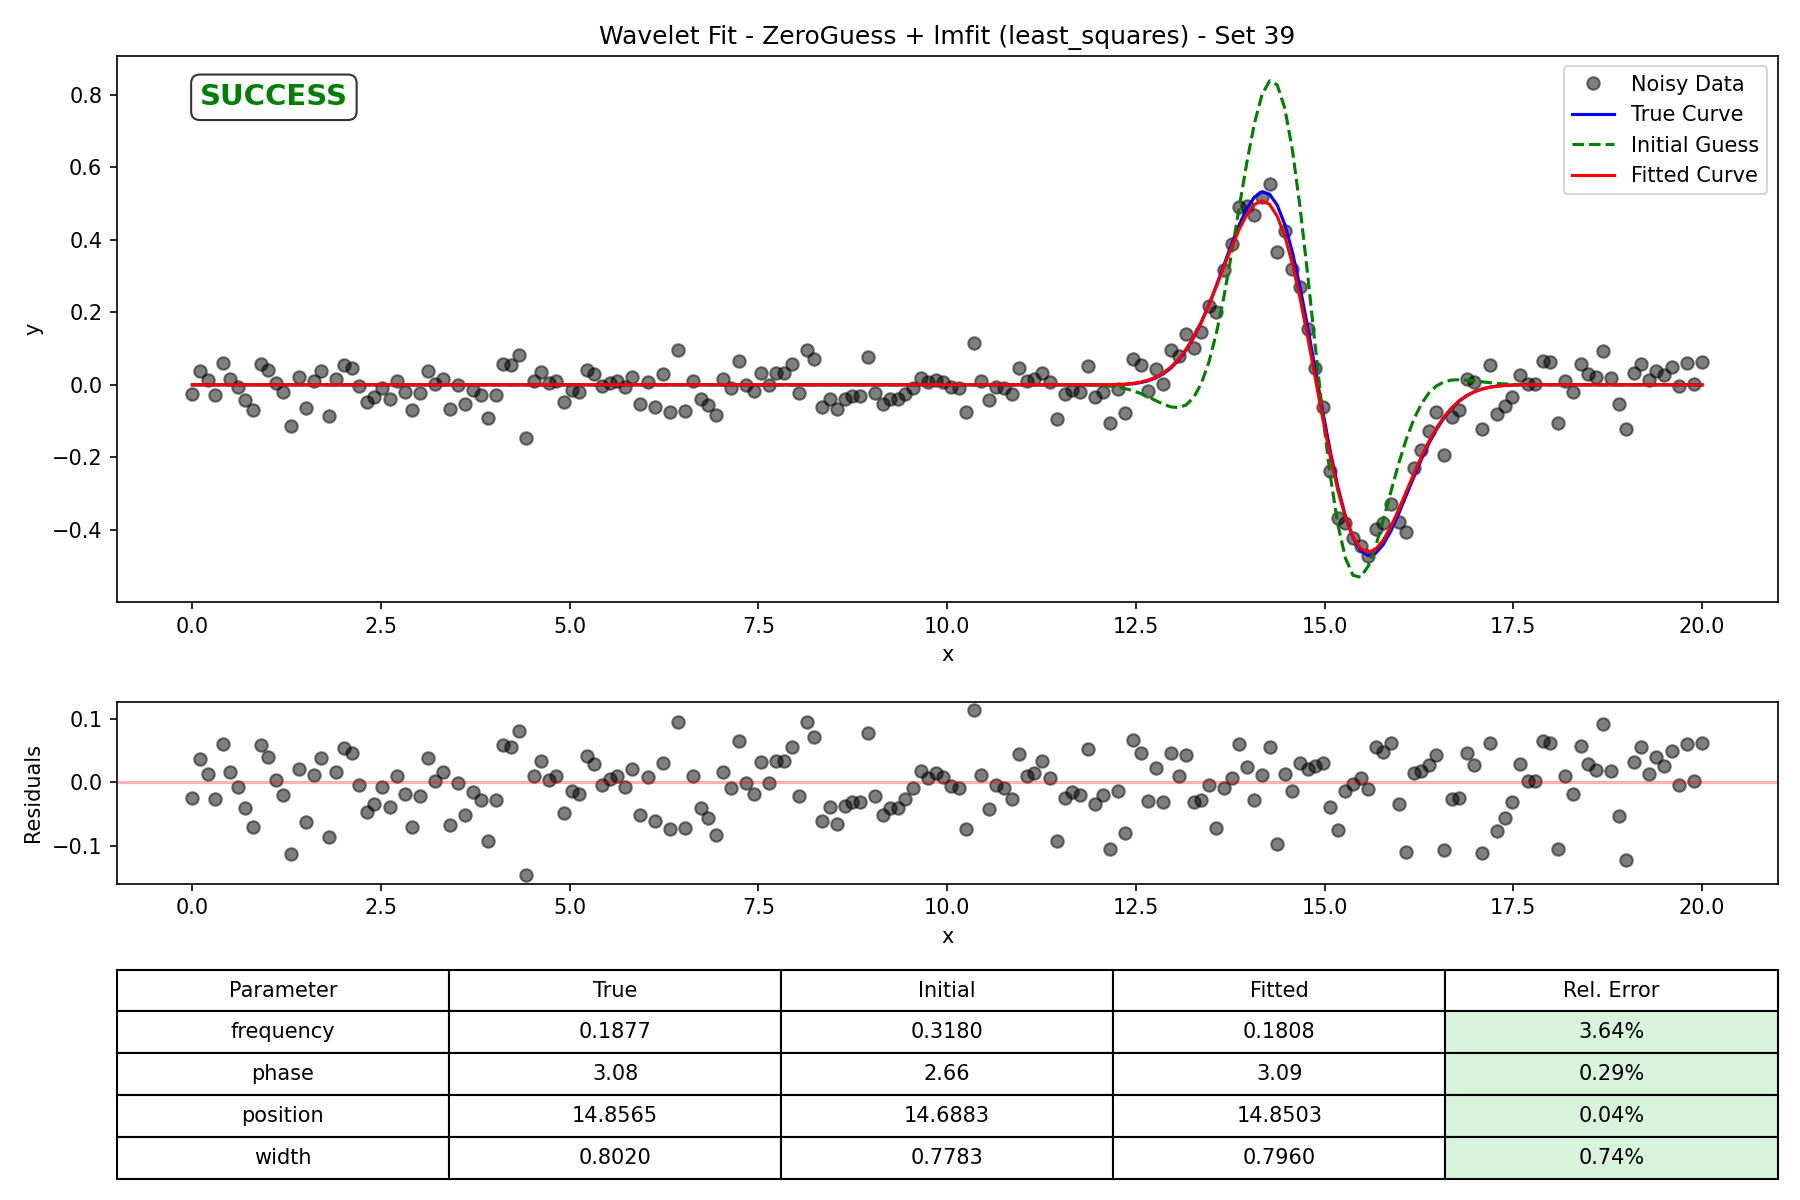 Wavelet Fit - ZeroGuess + lmfit (least_squares) - Set 39
SUCCESS
Noisy Data
True Curve
Initial Guess
Fitted Curve
y
0.8
0.6
0.4
0.2
0.0
−0.2
−0.4
0.0 2.5 5.0 7.5 10.0 12.5 15.0 17.5 20.0
x
Residuals
0.1
0.0
−0.1
0.0 2.5 5.0 7.5 10.0 12.5 15.0 17.5 20.0
x
Parameter True Initial Fitted Rel. Error
frequency 0.1877 0.3180 0.1808 3.64%
phase 3.08 2.66 3.09 0.29%
position 14.8565 14.6883 14.8503 0.04%
width 0.8020 0.7783 0.7960 0.74%